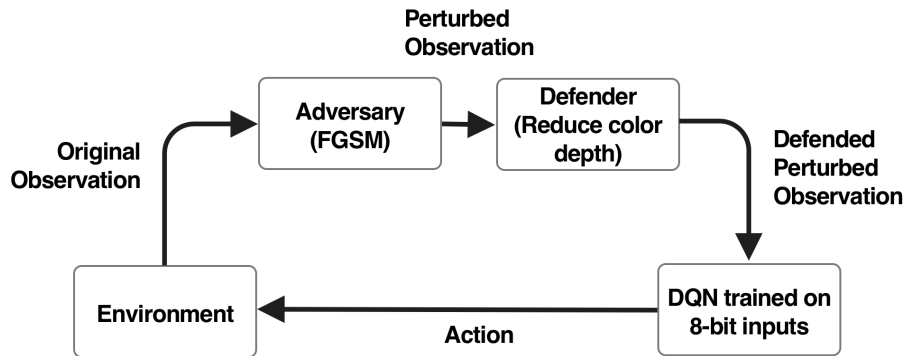 Perturbed
Observation
Adversary
(FGSM)
Defender
(Reduce color
depth)
Original
Observation
Defended
Perturbed
Observation
Environment
Action
DQN trained on
8-bit inputs